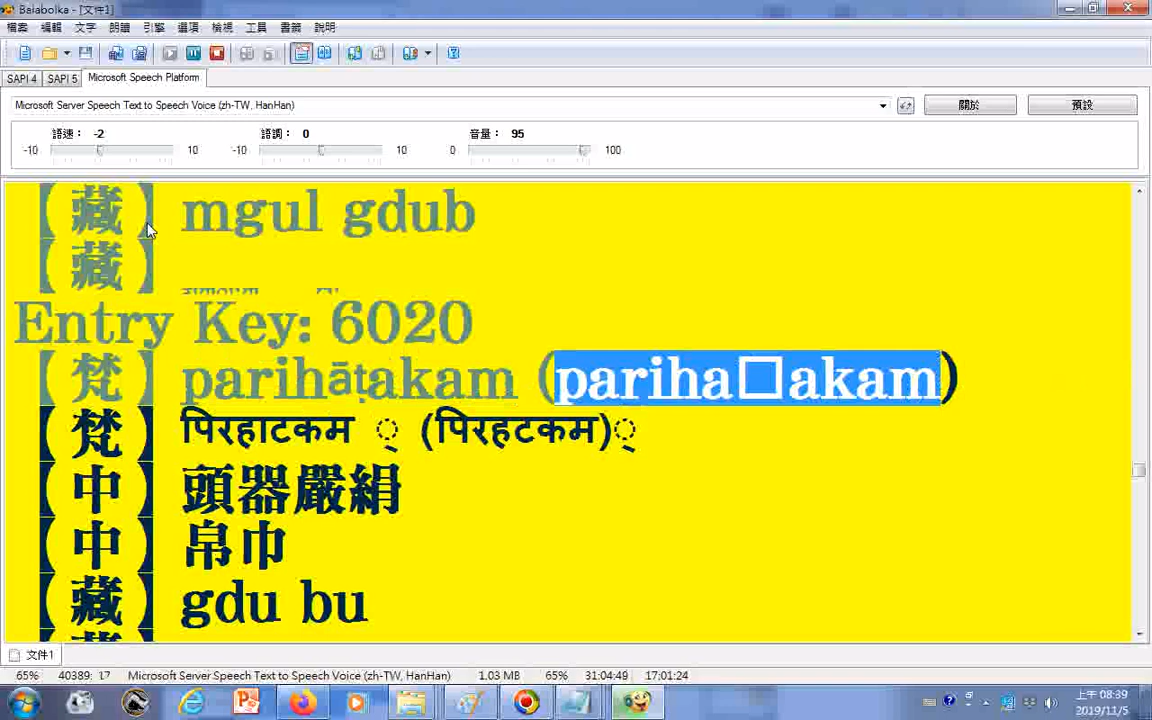 Balabolka - [文件1]
檔案 編輯 文字 朗讀 引擎 選項 檢視 工具 書籤 說明
SAPI 4 SAPI 5 Microsoft Speech Platform
Microsoft Server Speech Text to Speech Voice (zh-TW, HanHan) 關於 預設
語速： -2 語調： 0 音量： 95
-10 10 -10 10 0 100
【 藏 】 mgul gdub
【 藏 】
Entry Key: 6020
【 梵 】 parihāṭakam (pariha□akam)
【 梵 】 पिरहाटकम ् (पिरहटकम)्
【 中 】 頭器嚴絹
【 中 】 帛巾
【 藏 】 gdu bu
文件1
65% 40389: 17 Microsoft Server Speech Text to Speech Voice (zh-TW, HanHan) 1.03 MB 65% 31:04:49 17:01:24
上午 08:39
2019/11/5